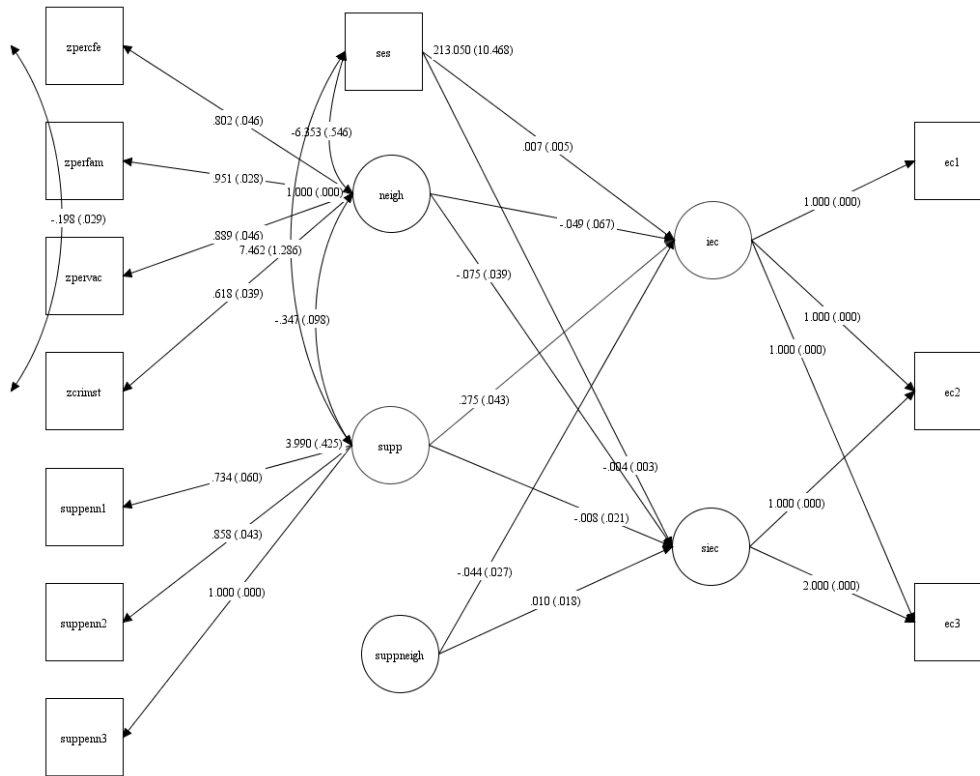 zpercfe
ses
213.050 (10.468)
.802 (.046)
-6.353 (.546)
.007 (.005)
ec1
zperfam
.951 (.028)
1.000 (.000)
neigh
1.000 (.000)
-.198 (.029)
-.049 (.067)
iec
.889 (.046)
7.462 (1.286)
zpervac
-.075 (.039)
.618 (.039)
-.347 (.098)
1.000 (.000)
1.000 (.000)
zcrimst
ec2
.275 (.043)
3.990 (.425)
supp
-.004 (.003)
.734 (.060)
suppenn1
1.000 (.000)
-.008 (.021)
.858 (.043)
siec
-.044 (.027)
2.000 (.000)
1.000 (.000)
.010 (.018)
suppenn2
ec3
suppneigh
suppenn3